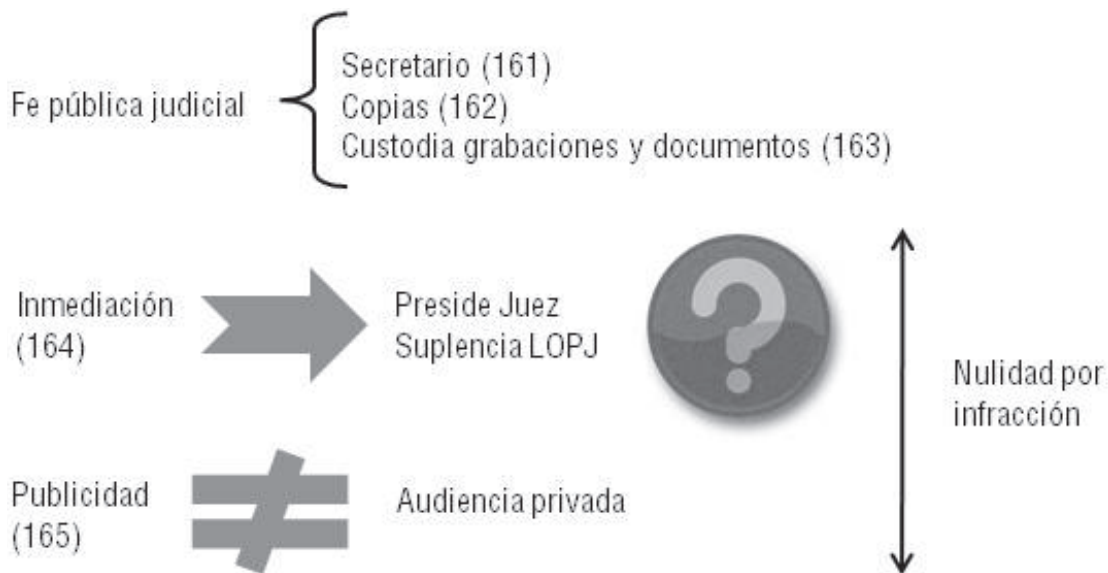 Fe pública judicial
Secretario (161)
Copias (162)
Custodia grabaciones y documentos (163)
Inmediación
(164)
Preside Juez
Suplencia LOPJ
?
Nulidad por
infracción
Publicidad
(165)
≠
Audiencia privada